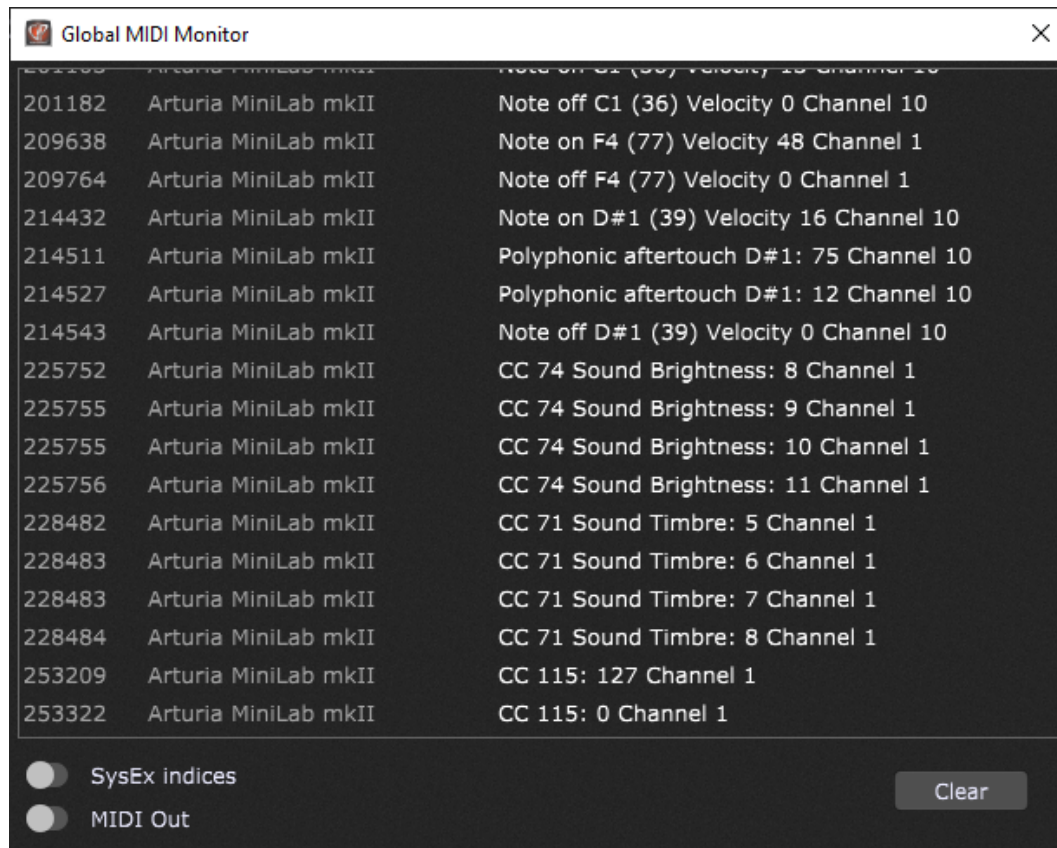 Global MIDI Monitor
201182 Arturia MiniLab mkII Note off C1 (36) Velocity 0 Channel 10
209638 Arturia MiniLab mkII Note on F4 (77) Velocity 48 Channel 1
209764 Arturia MiniLab mkII Note off F4 (77) Velocity 0 Channel 1
214432 Arturia MiniLab mkII Note on D#1 (39) Velocity 16 Channel 10
214511 Arturia MiniLab mkII Polyphonic aftertouch D#1: 75 Channel 10
214527 Arturia MiniLab mkII Polyphonic aftertouch D#1: 12 Channel 10
214543 Arturia MiniLab mkII Note off D#1 (39) Velocity 0 Channel 10
225752 Arturia MiniLab mkII CC 74 Sound Brightness: 8 Channel 1
225755 Arturia MiniLab mkII CC 74 Sound Brightness: 9 Channel 1
225755 Arturia MiniLab mkII CC 74 Sound Brightness: 10 Channel 1
225756 Arturia MiniLab mkII CC 74 Sound Brightness: 11 Channel 1
228482 Arturia MiniLab mkII CC 71 Sound Timbre: 5 Channel 1
228483 Arturia MiniLab mkII CC 71 Sound Timbre: 6 Channel 1
228483 Arturia MiniLab mkII CC 71 Sound Timbre: 7 Channel 1
228484 Arturia MiniLab mkII CC 71 Sound Timbre: 8 Channel 1
253209 Arturia MiniLab mkII CC 115: 127 Channel 1
253322 Arturia MiniLab mkII CC 115: 0 Channel 1
SysEx indices
Clear
MIDI Out